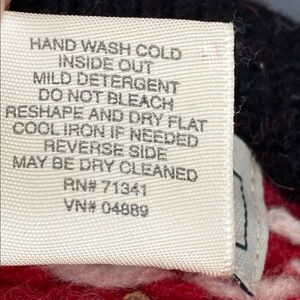 HAND WASH COLD
INSIDE OUT
MILD DETERGENT
DO NOT BLEACH
RESHAPE AND DRY FLAT
COOL IRON IF NEEDED
REVERSE SIDE
MAY BE DRY CLEANED
RN# 71341
VN# 04889